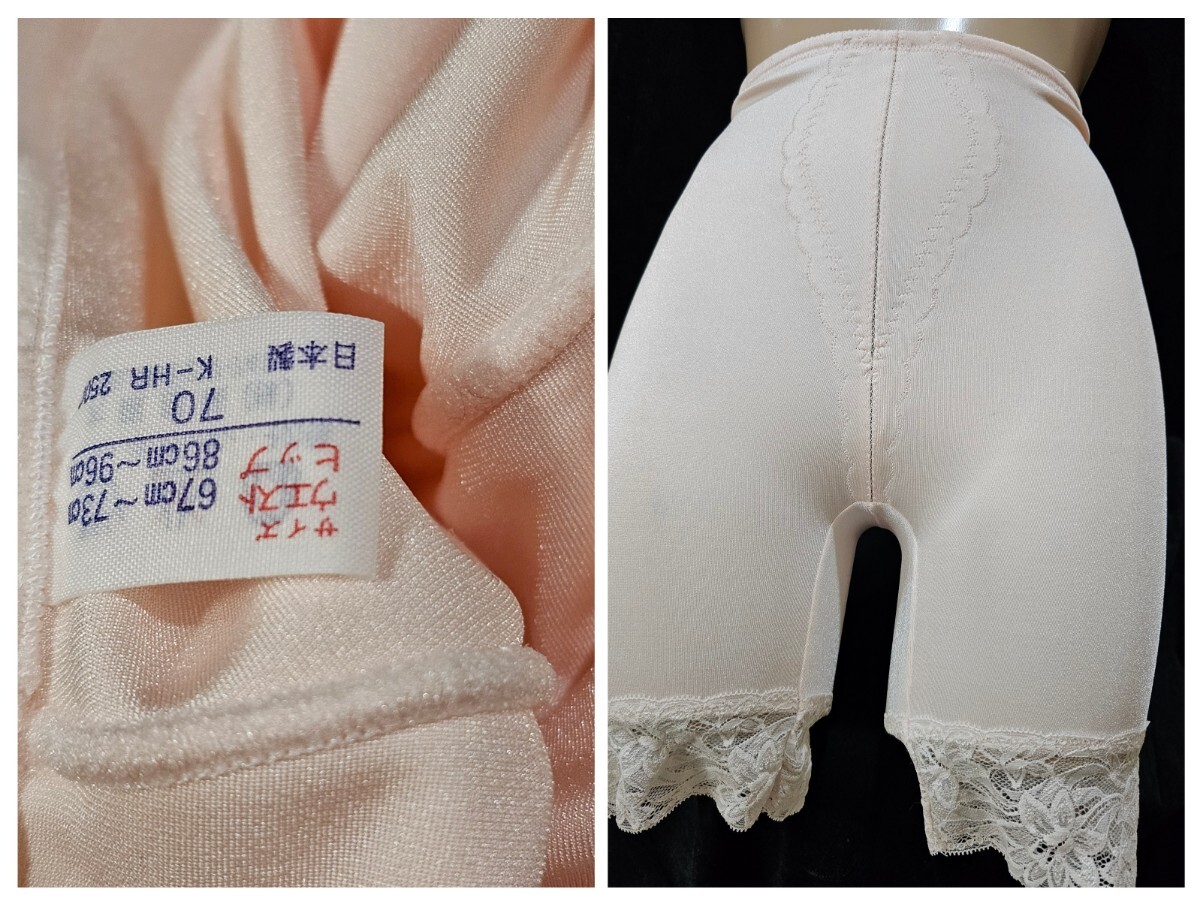 サイズ
ウエスト 67cm～73cm
ヒップ 86cm～96cm
70
K-HR 250
日本製